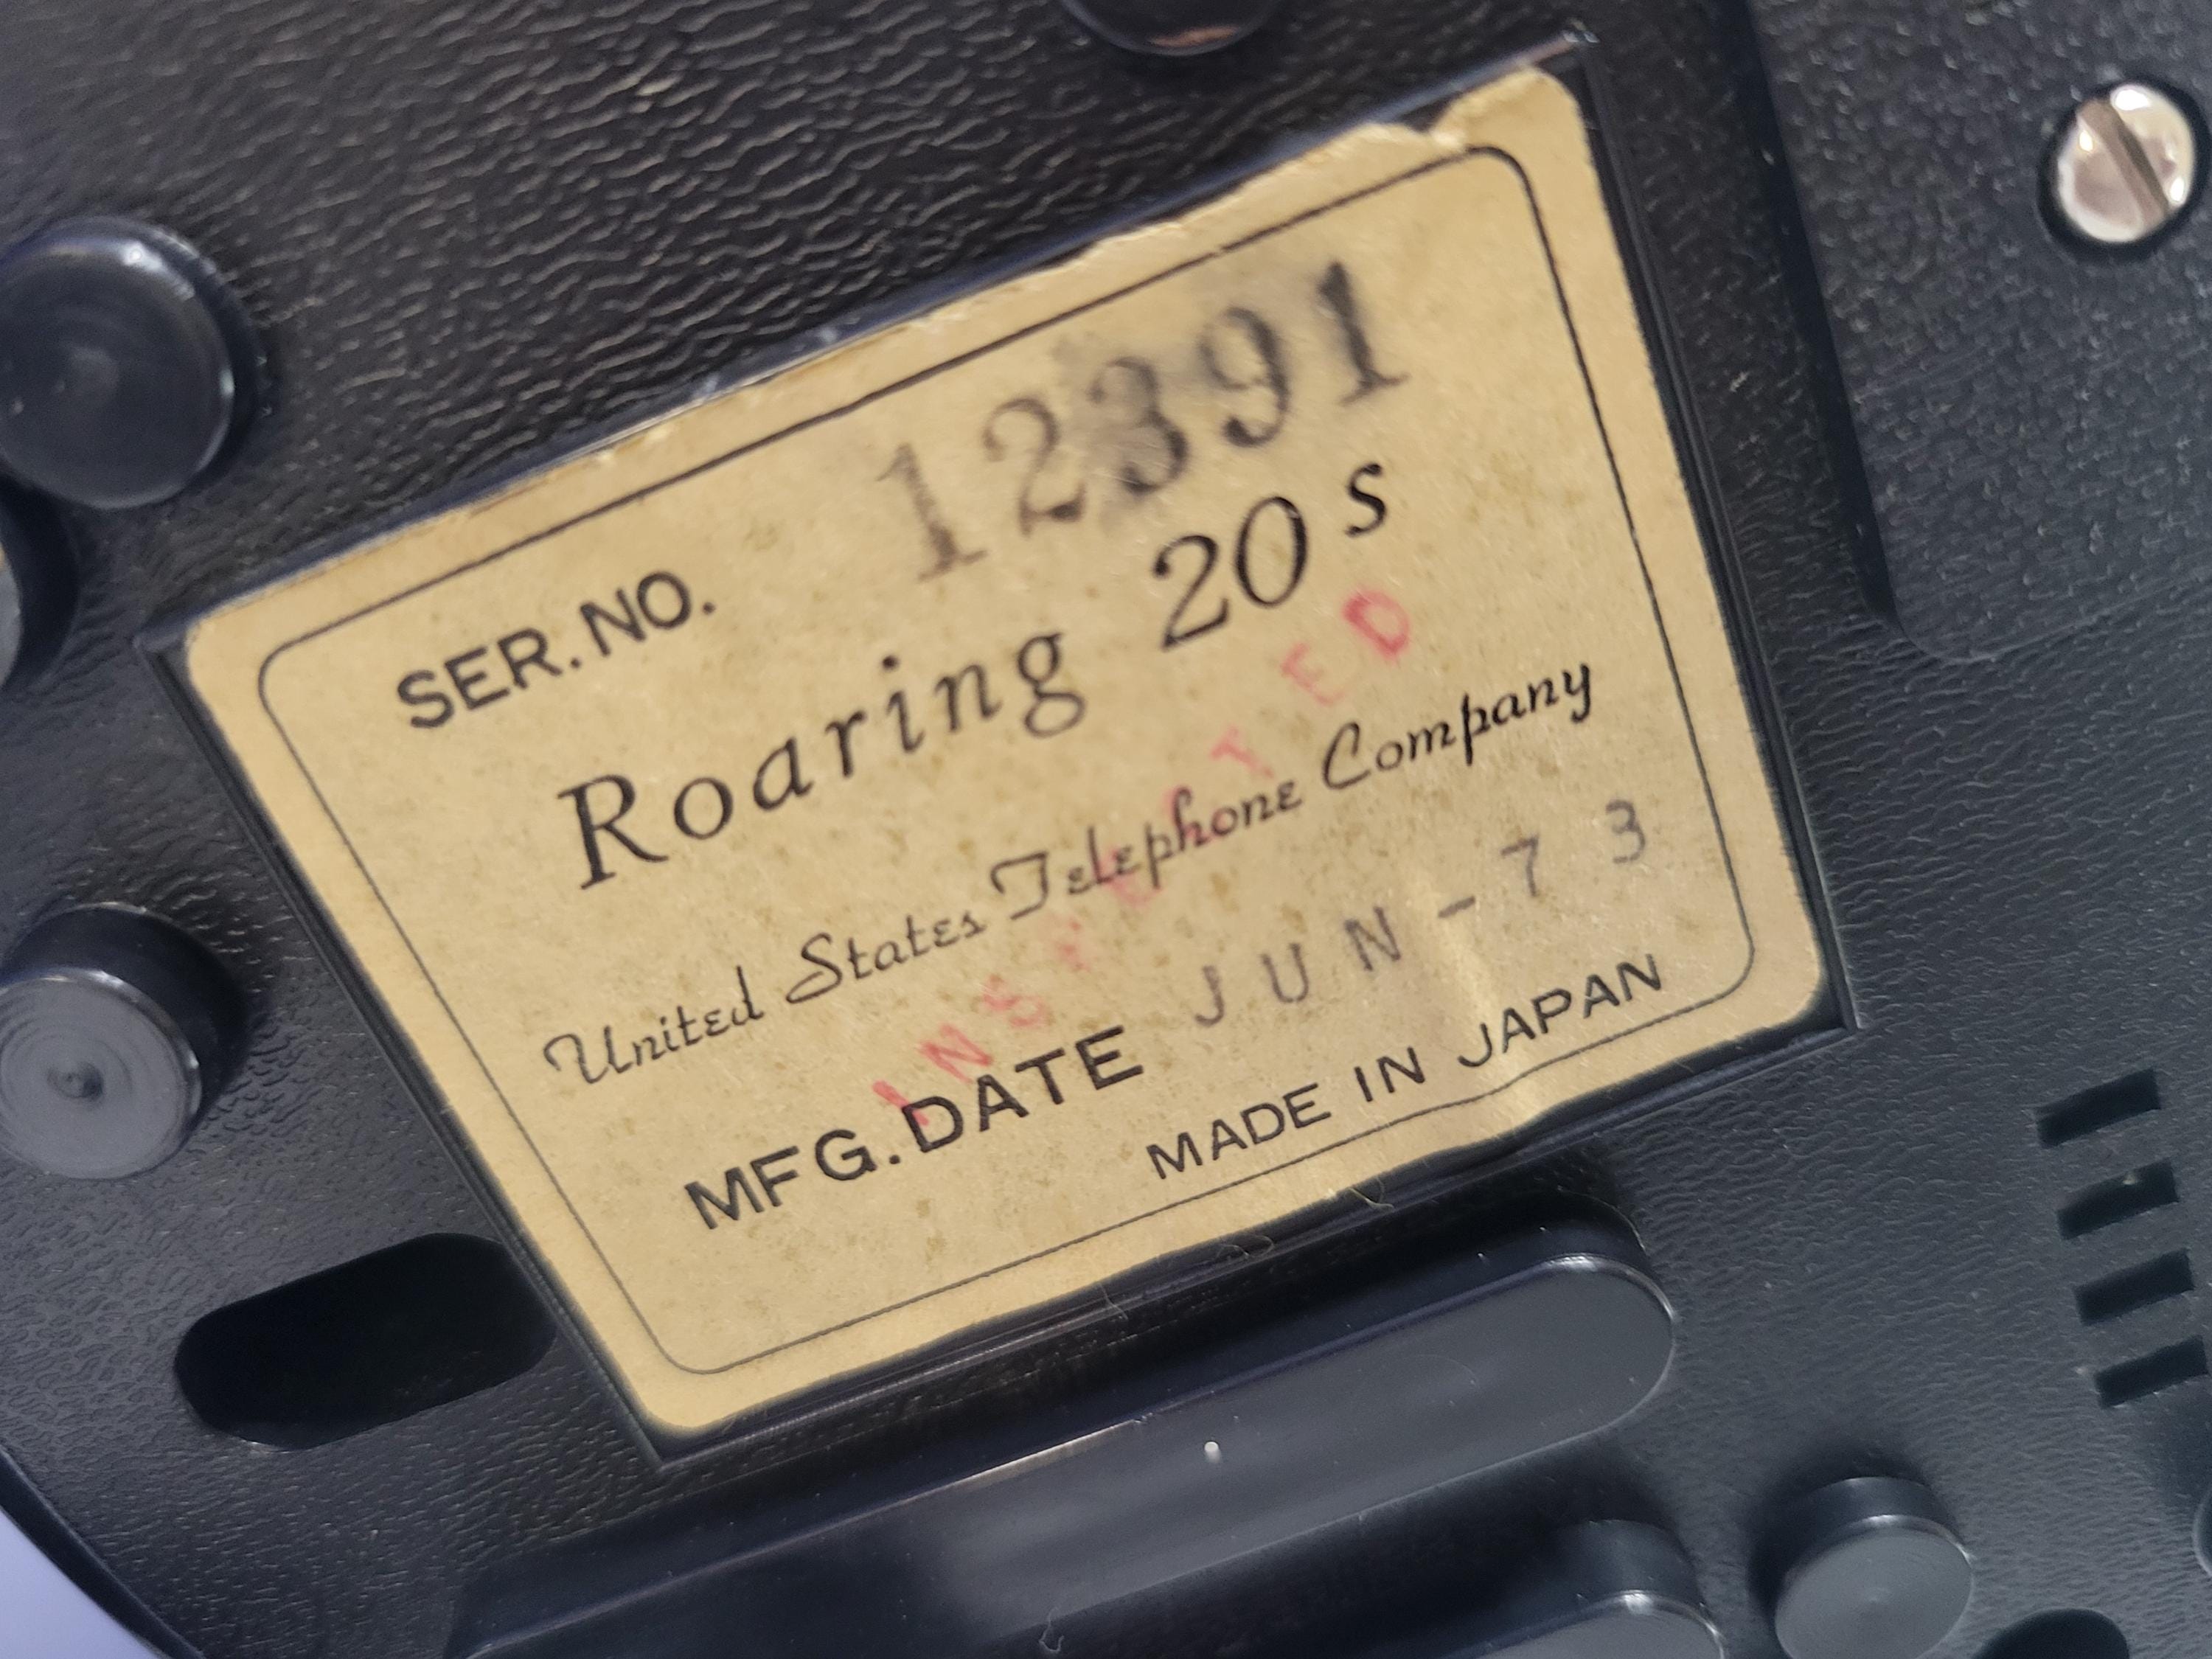 SER.NO. 12391
Roaring 20s
United States Telephone Company
INSPECTED
MFG.DATE JUN-73
MADE IN JAPAN